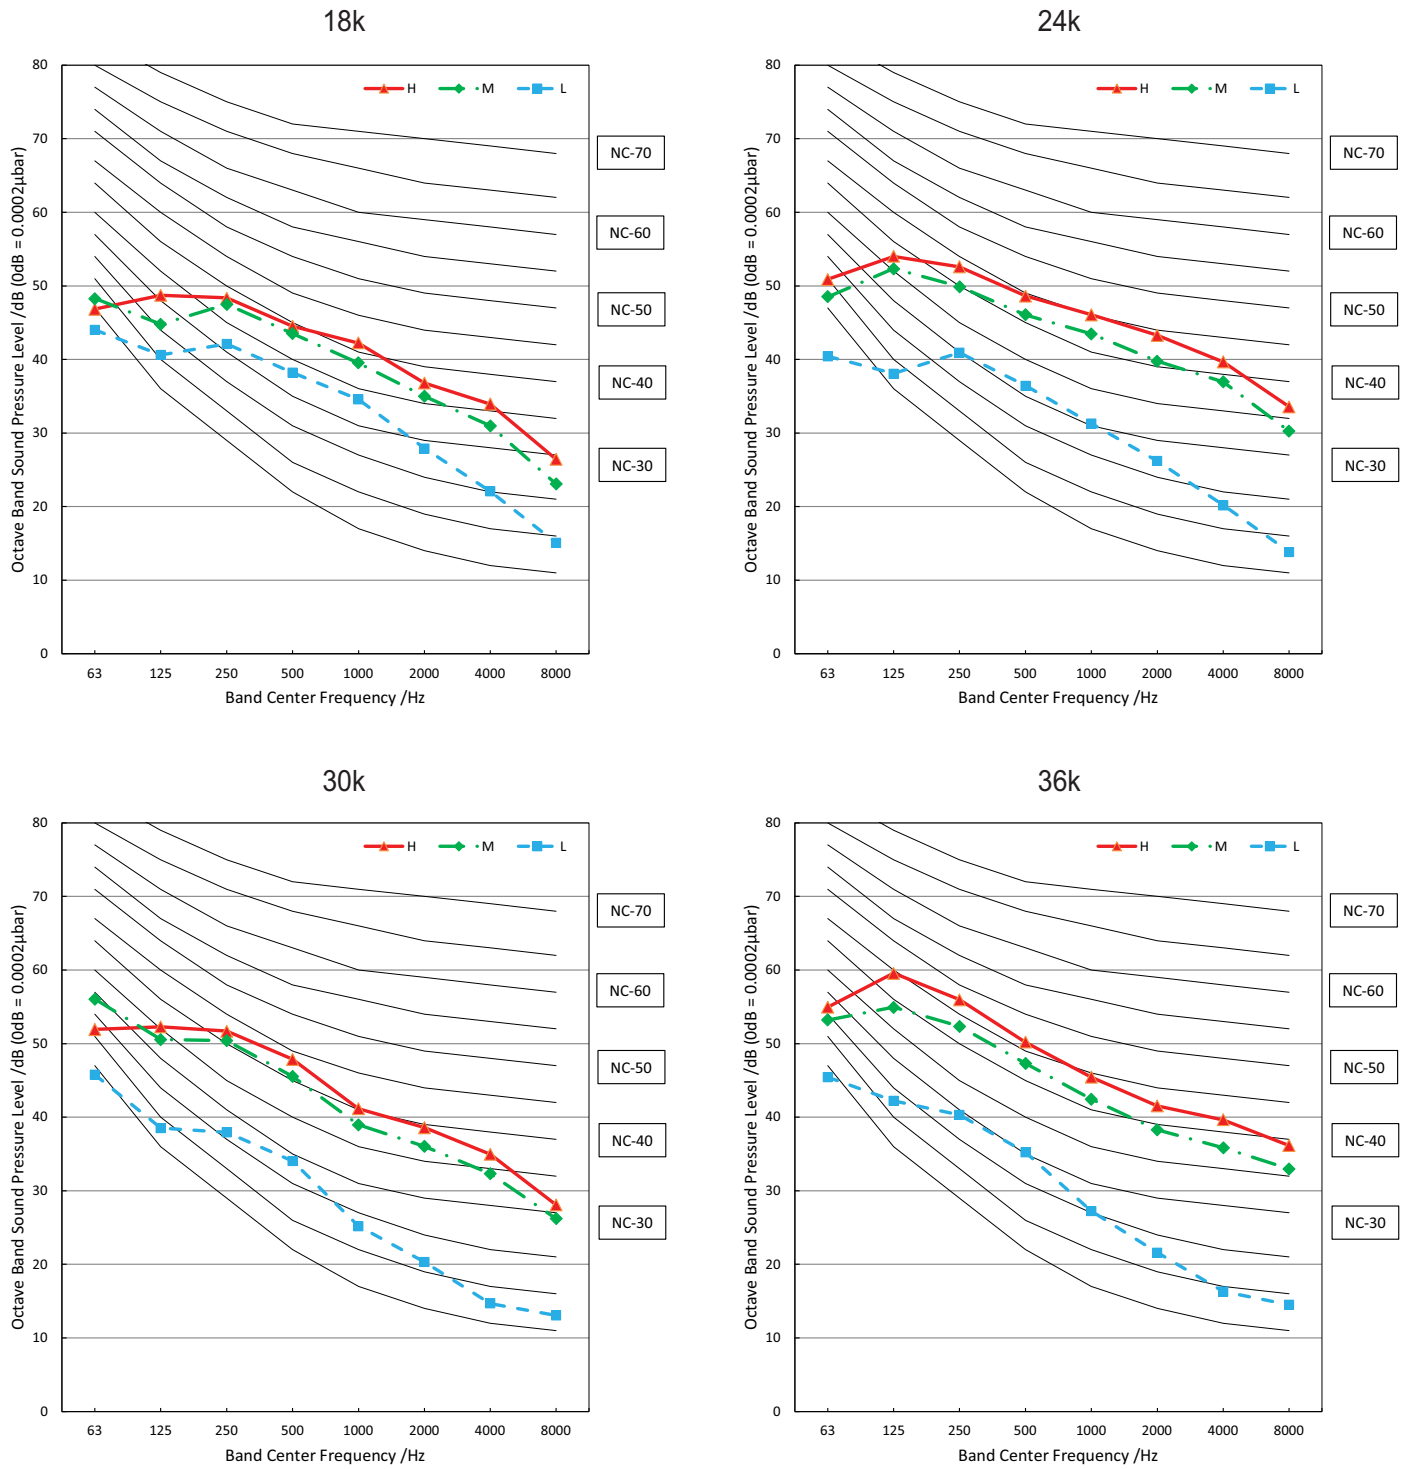 18k
80
70
60
50
40
30
20
10
0
Octave Band Sound Pressure Level /dB (0dB = 0.0002μbar)
H M L
NC-70
NC-60
NC-50
NC-40
NC-30
63 125 250 500 1000 2000 4000 8000
Band Center Frequency /Hz
24k
80
70
60
50
40
30
20
10
0
Octave Band Sound Pressure Level /dB (0dB = 0.0002μbar)
H M L
NC-70
NC-60
NC-50
NC-40
NC-30
63 125 250 500 1000 2000 4000 8000
Band Center Frequency /Hz
30k
80
70
60
50
40
30
20
10
0
Octave Band Sound Pressure Level /dB (0dB = 0.0002μbar)
H M L
NC-70
NC-60
NC-50
NC-40
NC-30
63 125 250 500 1000 2000 4000 8000
Band Center Frequency /Hz
36k
80
70
60
50
40
30
20
10
0
Octave Band Sound Pressure Level /dB (0dB = 0.0002μbar)
H M L
NC-70
NC-60
NC-50
NC-40
NC-30
63 125 250 500 1000 2000 4000 8000
Band Center Frequency /Hz